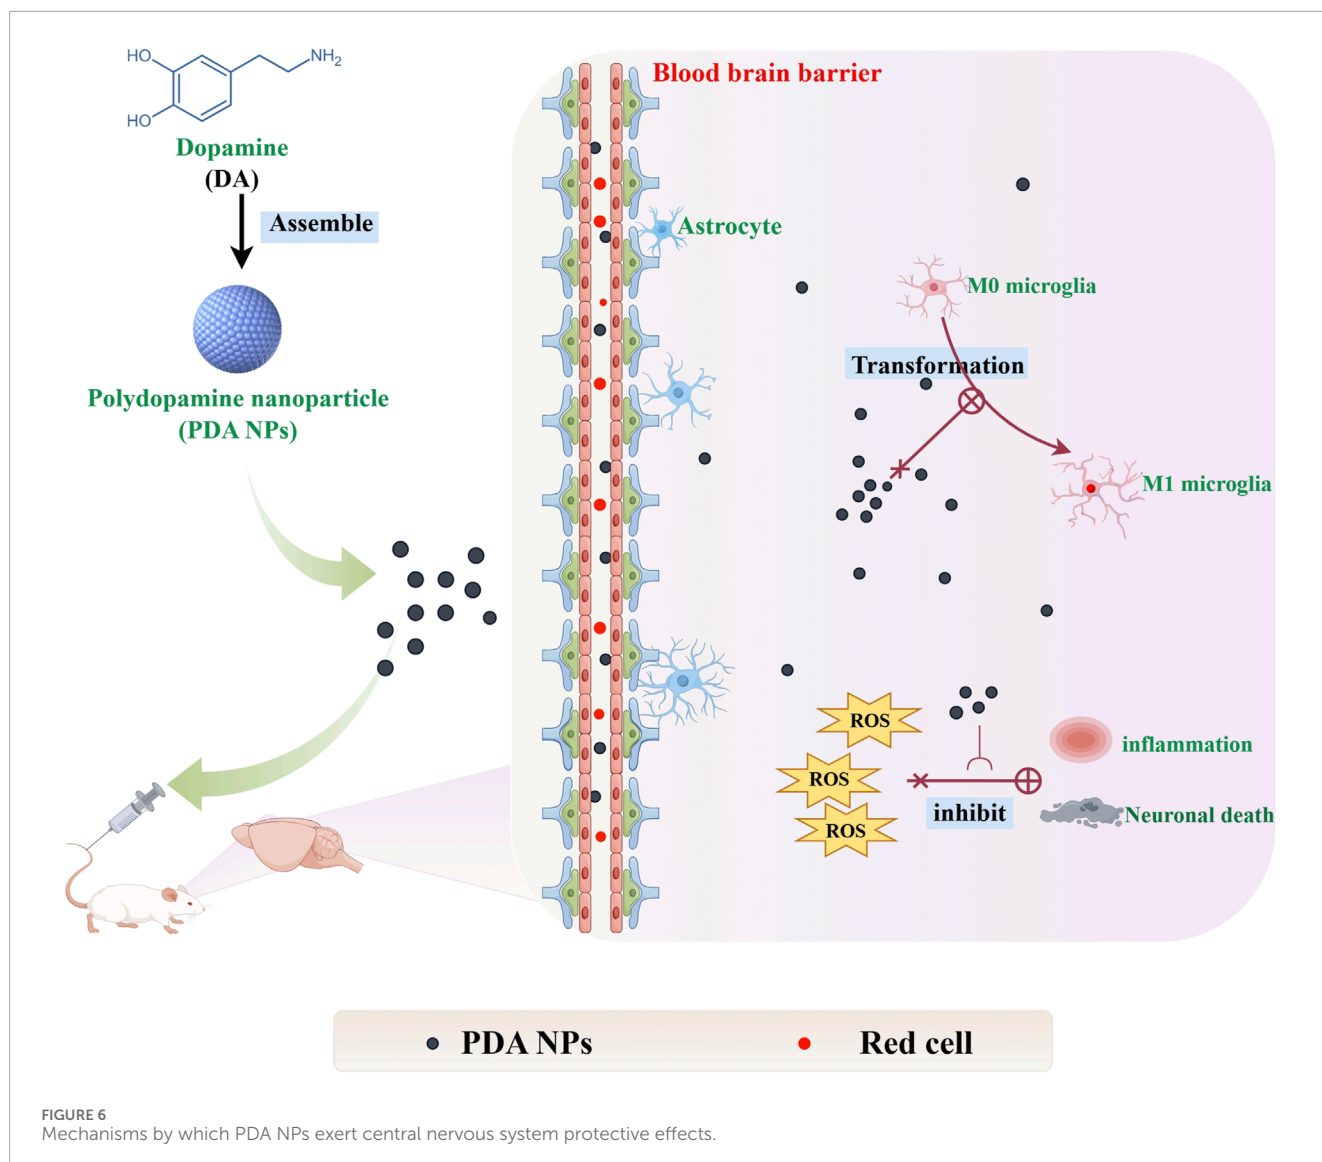 HO
NH₂
HO
Dopamine
(DA)
Assemble
Polydopamine nanoparticle
(PDA NPs)
Blood brain barrier
Astrocyte
M0 microglia
Transformation
M1 microglia
ROS
ROS
ROS
inhibit
inflammation
Neuronal death
PDA NPs
Red cell
FIGURE 6
Mechanisms by which PDA NPs exert central nervous system protective effects.